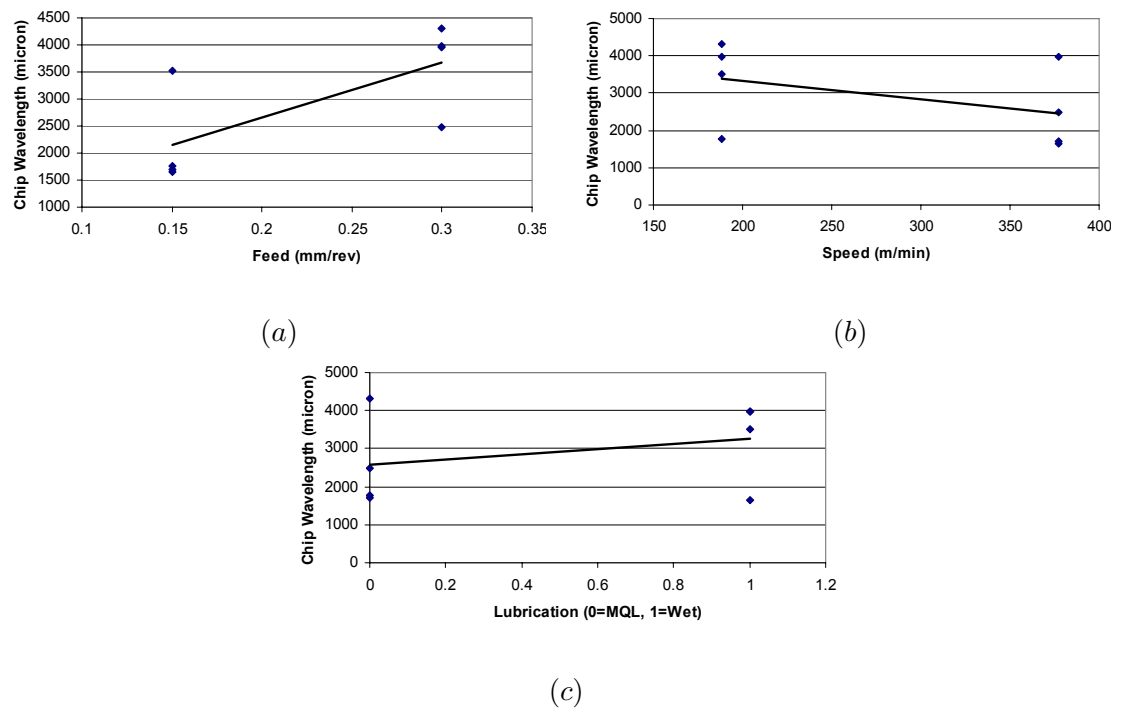 4500
4000
3500
3000
2500
2000
1500
1000
Chip Wavelength (micron)
0.1 0.15 0.2 0.25 0.3 0.35
Feed (mm/rev)
(a)
5000
4000
3000
2000
1000
0
Chip Wavelength (micron)
150 200 250 300 350 400
Speed (m/min)
(b)
5000
4000
3000
2000
1000
0
Chip Wavelength (micron)
0 0.2 0.4 0.6 0.8 1 1.2
Lubrication (0=MQL, 1=Wet)
(c)